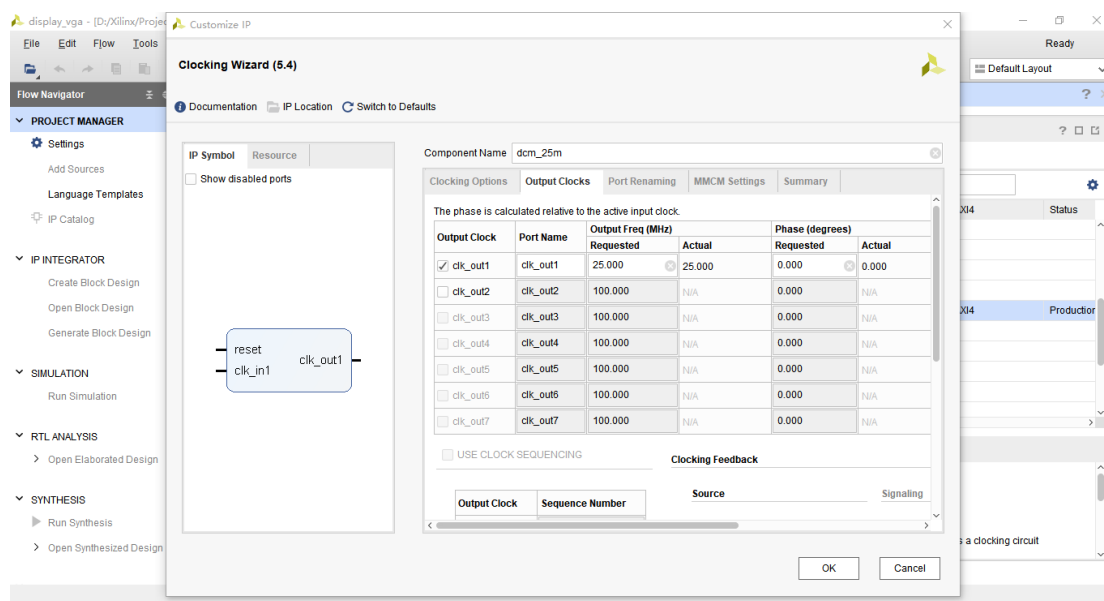 display_vga - [D:/Xilinx/Projec
Customize IP
File Edit Flow Tools
Ready
Clocking Wizard (5.4)
Default Layout
Flow Navigator
?
Documentation IP Location Switch to Defaults
PROJECT MANAGER
?
Settings
Add Sources
Language Templates
IP Catalog
IP INTEGRATOR
Create Block Design
Open Block Design
Generate Block Design
SIMULATION
Run Simulation
RTL ANALYSIS
Open Elaborated Design
SYNTHESIS
Run Synthesis
Open Synthesized Design
IP Symbol Resource
Show disabled ports
reset
clk_in1
clk_out1
Component Name dcm_25m
Clocking Options Output Clocks Port Renaming MMCM Settings Summary
The phase is calculated relative to the active input clock.
Output Clock Port Name Output Freq (MHz) Phase (degrees)
Requested Actual Requested Actual
clk_out1 clk_out1 25.000 25.000 0.000 0.000
clk_out2 clk_out2 100.000 N/A 0.000 N/A
clk_out3 clk_out3 100.000 N/A 0.000 N/A
clk_out4 clk_out4 100.000 N/A 0.000 N/A
clk_out5 clk_out5 100.000 N/A 0.000 N/A
clk_out6 clk_out6 100.000 N/A 0.000 N/A
clk_out7 clk_out7 100.000 N/A 0.000 N/A
USE CLOCK SEQUENCING
Clocking Feedback
Output Clock Sequence Number
Source Signaling
OK Cancel
XI4 Status
XI4 Production
s a clocking circuit